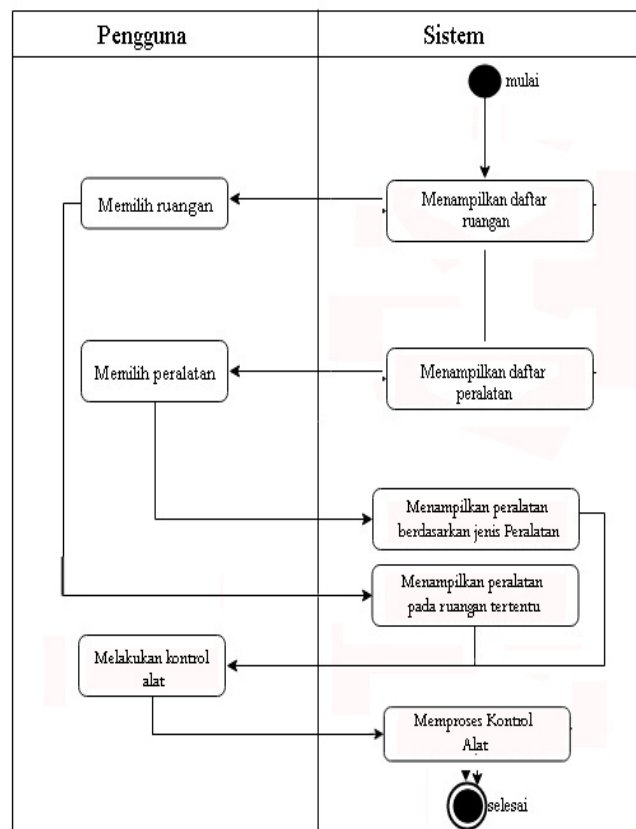 Pengguna
Sistem
mulai
Memilih ruangan
Menampilkan daftar
ruangan
Memilih peralatan
Menampilkan daftar
peralatan
Menampilkan peralatan
berdasarkan jenis Peralatan
Menampilkan peralatan
pada ruangan tertentu
Melakukan kontrol
alat
Memproses Kontrol
Alat
selesai